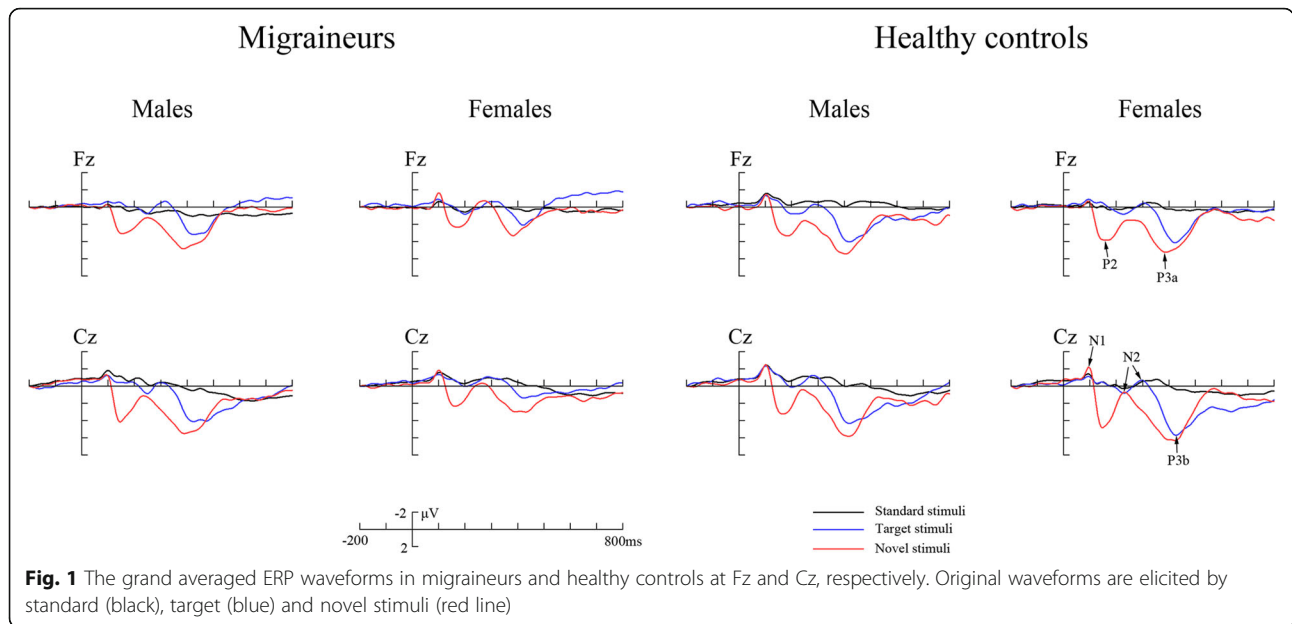 Migraineurs
Healthy controls
Males
Females
Males
Females
Fz
Fz
Fz
Fz
P2
P3a
Cz
Cz
Cz
Cz
N1
N2
P3b
-2
µV
-200
2
800ms
Standard stimuli
Target stimuli
Novel stimuli
Fig. 1 The grand averaged ERP waveforms in migraineurs and healthy controls at Fz and Cz, respectively. Original waveforms are elicited by
standard (black), target (blue) and novel stimuli (red line)